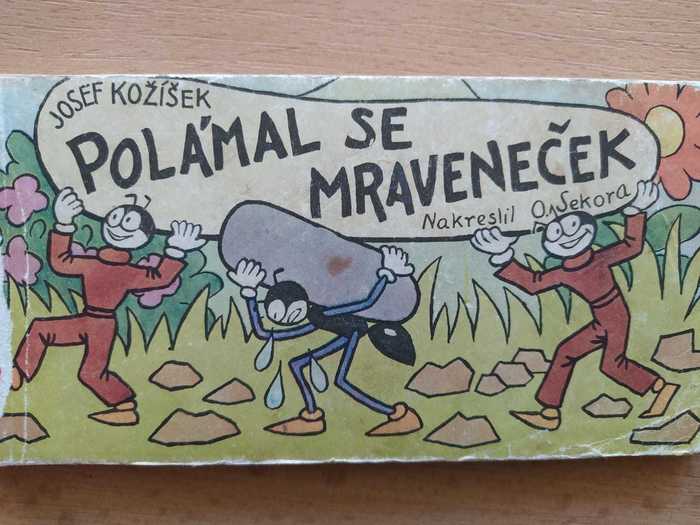 JOSEF KOŽÍŠEK
POLÁMAL SE
MRAVENEČEK
Nakreslil O. Sekora